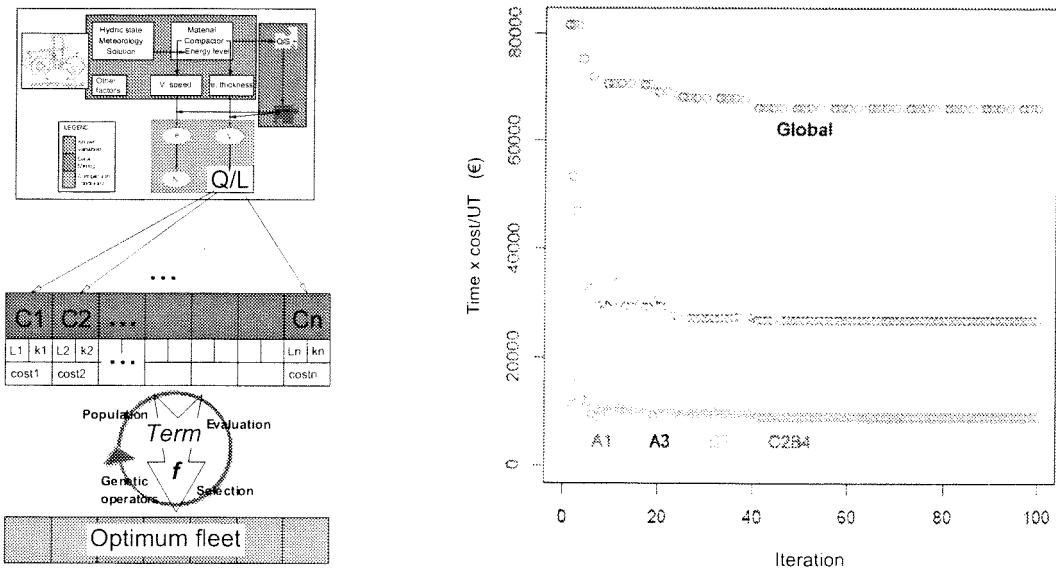 Hydric state
Meteorology
Solution
Material
Compactor
Energy level
Q/S
Other
factors
V. speed
e. thickness
LEGEND
Q/L
...
C1 C2 ... Cn
L1 k1 L2 k2 ... Ln kn
cost1 cost2 costn
Population
Evaluation
Term
f
Genetic
operators
Selection
Optimum fleet
Time x cost/UT (€)
0 20000 40000 60000 80000
Global
A1 A3 C2B4
0 20 40 60 80 100
Iteration